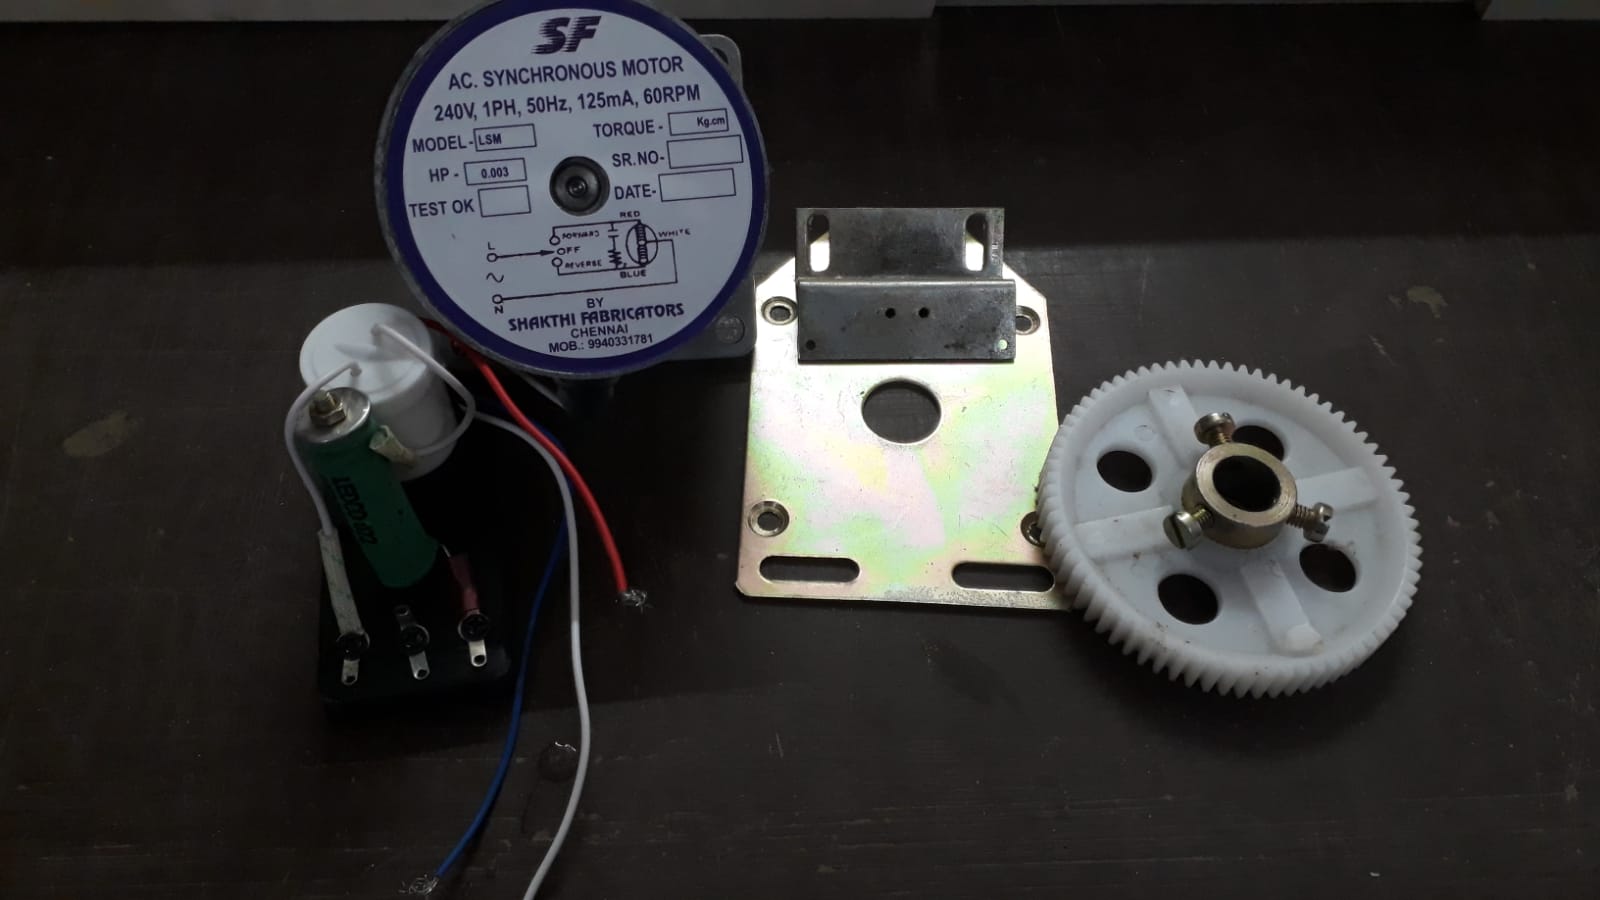 SF
AC. SYNCHRONOUS MOTOR
240V, 1PH, 50Hz, 125mA, 60RPM
MODEL- LSM
TORQUE - Kg.cm
HP - 0.003
SR.NO-
TEST OK
DATE-
RED
FORWARD
WHITE
L
OFF
REVERSE
BLUE
N
BY
SHAKTHI FABRICATORS
CHENNAI
MOB.: 9940331781